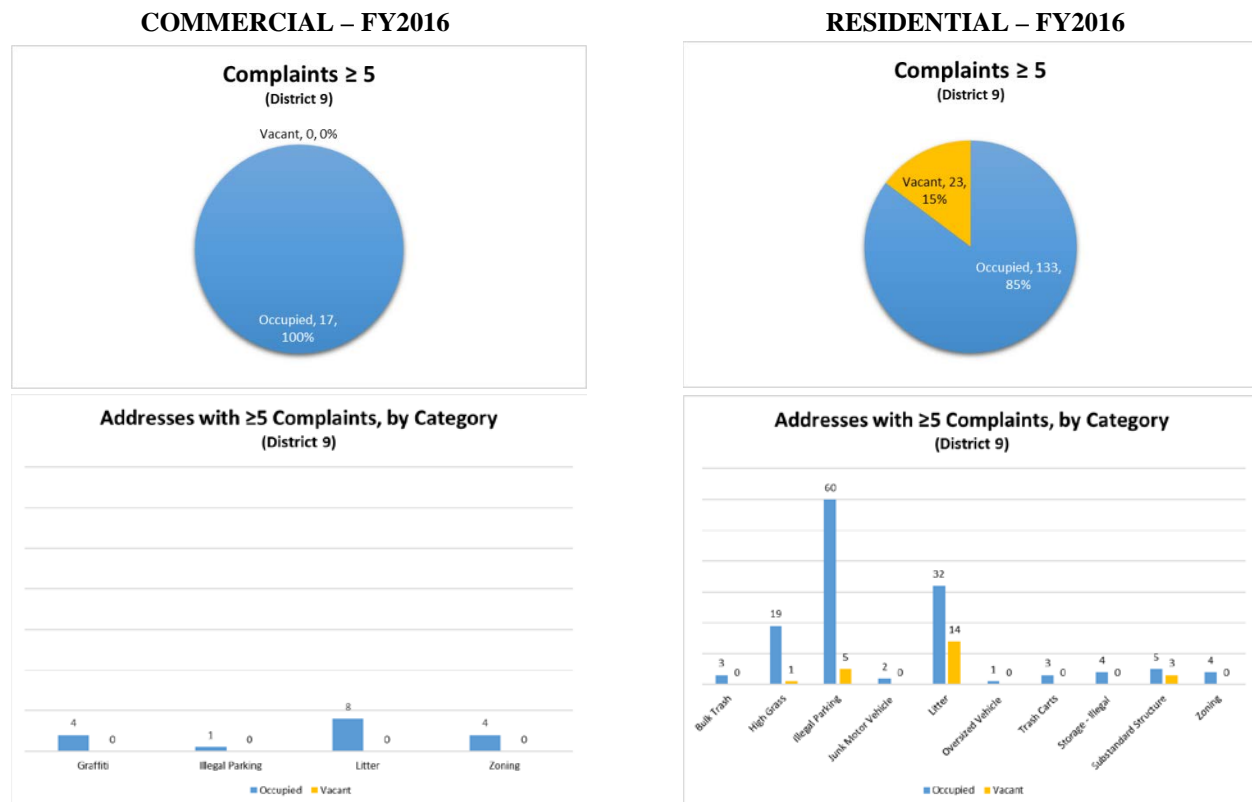 COMMERCIAL – FY2016
Complaints ≥ 5
(District 9)
Vacant, 0, 0%
Occupied, 17,
100%
Addresses with ≥5 Complaints, by Category
(District 9)
4 0 1 0 8 0 4 0
Graffiti Illegal Parking Litter Zoning
Occupied Vacant
RESIDENTIAL – FY2016
Complaints ≥ 5
(District 9)
Vacant, 23,
15%
Occupied, 133,
85%
Addresses with ≥5 Complaints, by Category
(District 9)
3 0 19 1 60 5 2 0 32 14 1 0 3 0 4 0 5 3 4 0
Bulk Trash
High Grass
Illegal Parking
Junk Motor Vehicle
Litter
Oversized Vehicle
Trash Carts
Storage - Illegal
Substandard Structure
Zoning
Occupied Vacant